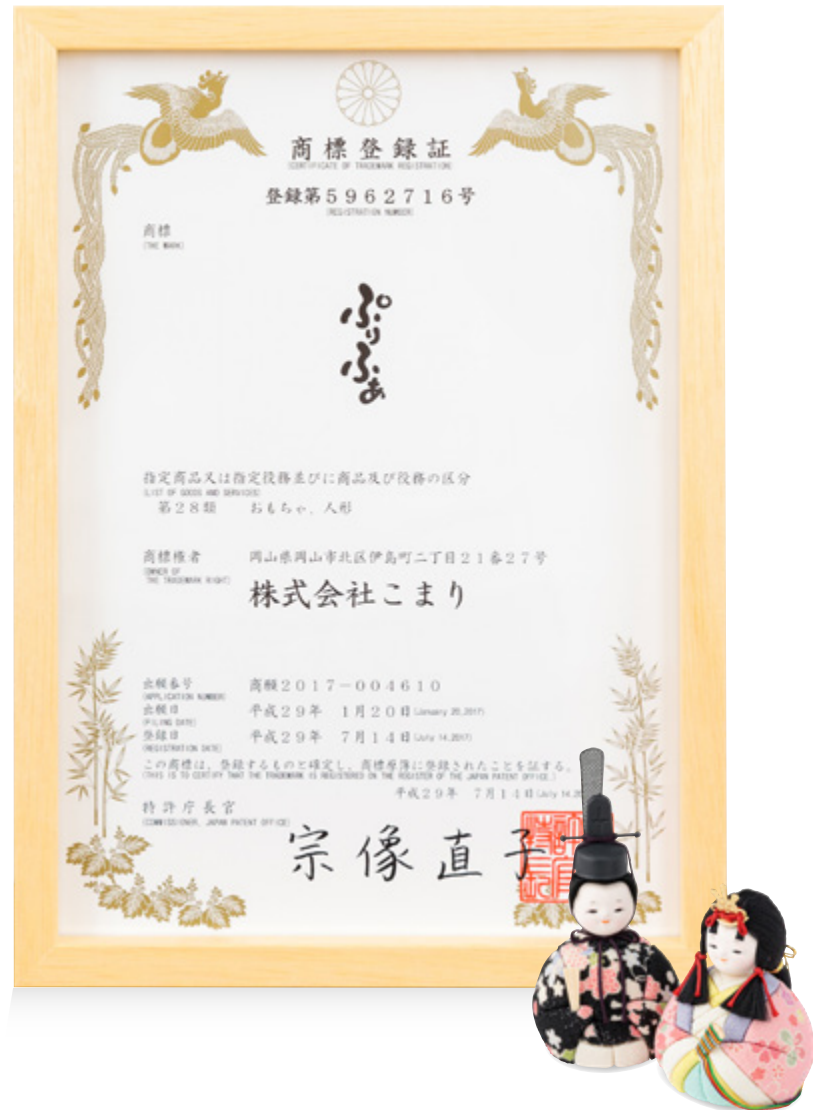 商標登録証
(CERTIFICATE OF TRADEMARK REGISTRATION)
登録第5962716号
(REGISTRATION NUMBER)
商標
(THE MARK)
ぷりふぁ
指定商品又は指定役務並びに商品及び役務の区分
(LIST OF GOODS AND SERVICES)
第28類 おもちゃ，人形
商標権者 岡山県岡山市北区伊島町二丁目21番27号
(OWNER OF THE TRADEMARK RIGHT)
株式会社こまり
出願番号 商願2017-004610
(APPLICATION NUMBER)
出願日 平成29年 1月20日(January 20,2017)
(FILING DATE)
登録日 平成29年 7月14日(July 14,2017)
(REGISTRATION DATE)
この商標は，登録するものと確定し，商標原簿に登録されたことを証する。
(THIS IS TO CERTIFY THAT THE TRADEMARK IS REGISTERED ON THE REGISTER OF THE JAPAN PATENT OFFICE.)
平成29年 7月14日(July 14,20
特許庁長官
(COMMISSIONER, JAPAN PATENT OFFICE)
宗像直子